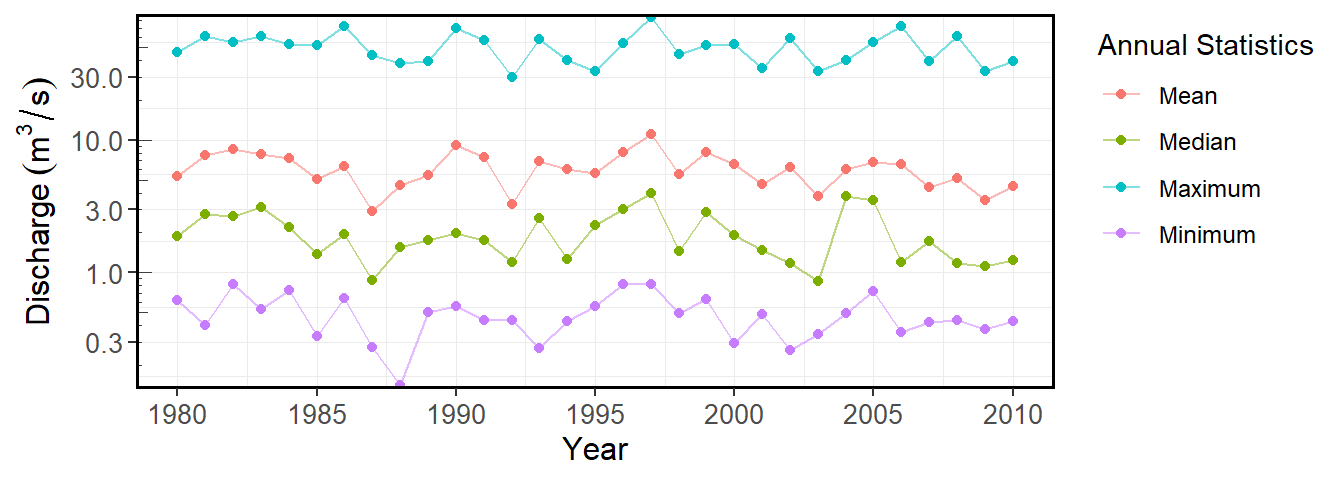 Discharge (m³/s)
30.0
10.0
3.0
1.0
0.3
1980 1985 1990 1995 2000 2005 2010
Year
Annual Statistics
Mean
Median
Maximum
Minimum